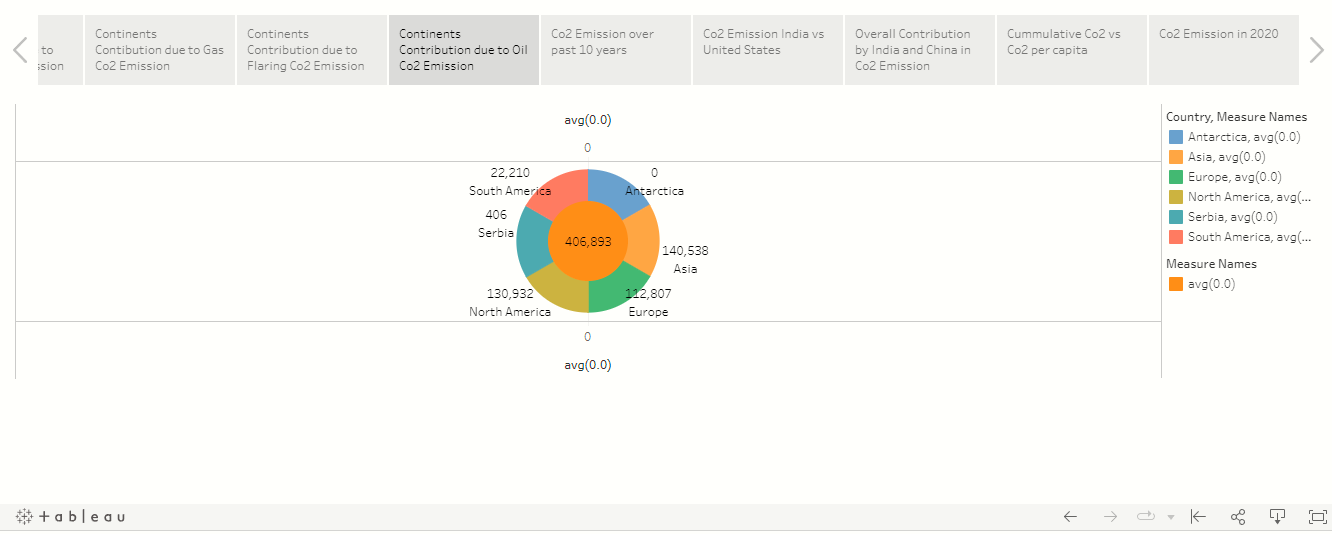 to
ssion
Continents
Contibution due to Gas
Co2 Emission
Continents
Contribution due to
Flaring Co2 Emission
Continents
Contribution due to Oil
Co2 Emission
Co2 Emission over
past 10 years
Co2 Emission India vs
United States
Overall Contribution
by India and China in
Co2 Emission
Cummulative Co2 vs
Co2 per capita
Co2 Emission in 2020
avg(0.0)
0
22,210
South America
0
Antarctica
406
Serbia
406,893
140,538
Asia
130,932
North America
112,807
Europe
0
avg(0.0)
Country, Measure Names
Antarctica, avg(0.0)
Asia, avg(0.0)
Europe, avg(0.0)
North America, avg(...
Serbia, avg(0.0)
South America, avg(...
Measure Names
avg(0.0)
+ a b | e a u